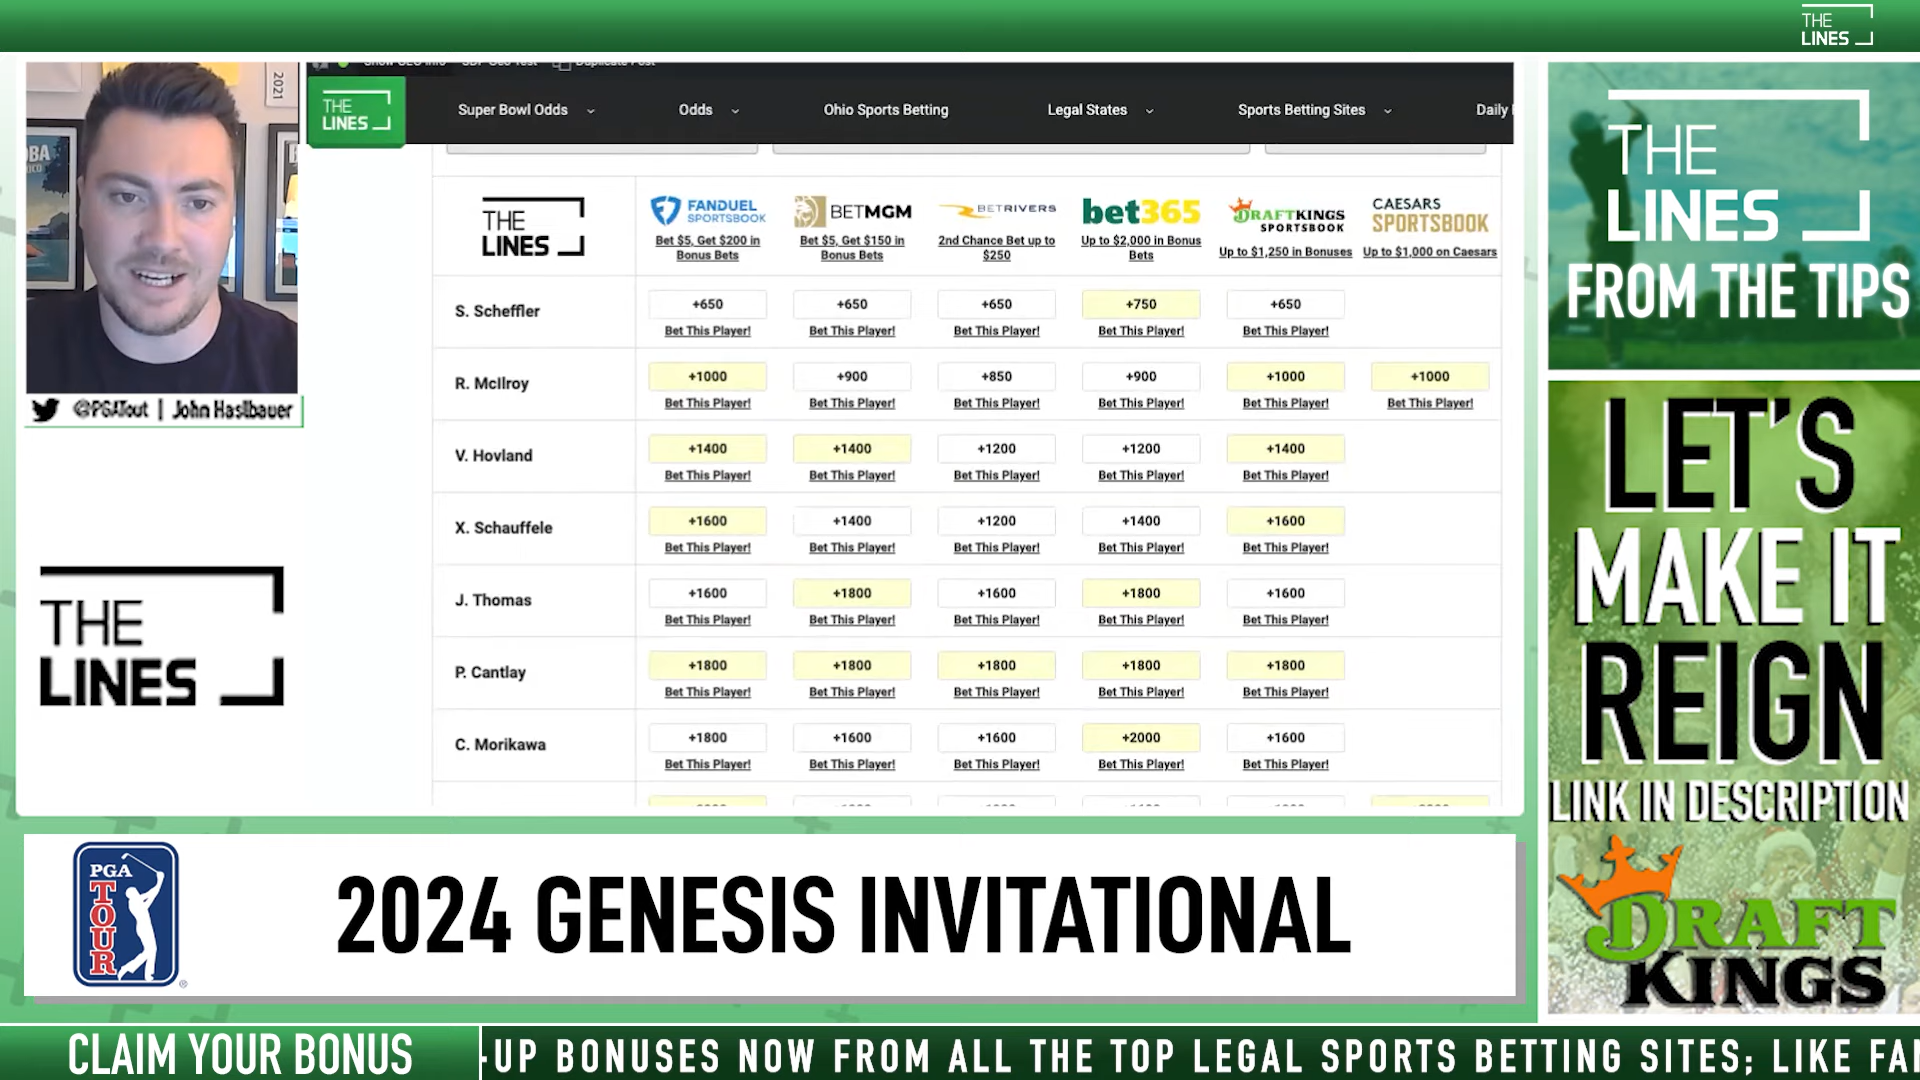 THE
LINES
2021
Show SEO Info
SDP Geo Test
Duplicate Post
THE
LINES
Super Bowl Odds
Odds
Ohio Sports Betting
Legal States
Sports Betting Sites
Daily
@PGATout | John Haslbauer
THE
LINES
THE
LINES
FANDUEL
SPORTSBOOK
Bet $5, Get $200 in
Bonus Bets
BETMGM
Bet $5, Get $150 in
Bonus Bets
BETRIVERS
2nd Chance Bet up to
$250
bet365
Up to $2,000 in Bonus
Bets
DRAFTKINGS
SPORTSBOOK
Up to $1,250 in Bonuses
CAESARS
SPORTSBOOK
Up to $1,000 on Caesars
S. Scheffler +650 +650 +650 +750 +650
Bet This Player! Bet This Player! Bet This Player! Bet This Player! Bet This Player!
R. McIlroy +1000 +900 +850 +900 +1000 +1000
Bet This Player! Bet This Player! Bet This Player! Bet This Player! Bet This Player! Bet This Player!
V. Hovland +1400 +1400 +1200 +1200 +1400
Bet This Player! Bet This Player! Bet This Player! Bet This Player! Bet This Player!
X. Schauffele +1600 +1400 +1200 +1400 +1600
Bet This Player! Bet This Player! Bet This Player! Bet This Player! Bet This Player!
J. Thomas +1600 +1800 +1600 +1800 +1600
Bet This Player! Bet This Player! Bet This Player! Bet This Player! Bet This Player!
P. Cantlay +1800 +1800 +1800 +1800 +1800
Bet This Player! Bet This Player! Bet This Player! Bet This Player! Bet This Player!
C. Morikawa +1800 +1600 +1600 +2000 +1600
Bet This Player! Bet This Player! Bet This Player! Bet This Player! Bet This Player!
THE
LINES
FROM THE TIPS
LET'S
MAKE IT
REIGN
LINK IN DESCRIPTION
DRAFT
KINGS
PGA
TOUR
®
2024 GENESIS INVITATIONAL
CLAIM YOUR BONUS
-UP BONUSES NOW FROM ALL THE TOP LEGAL SPORTS BETTING SITES; LIKE FA